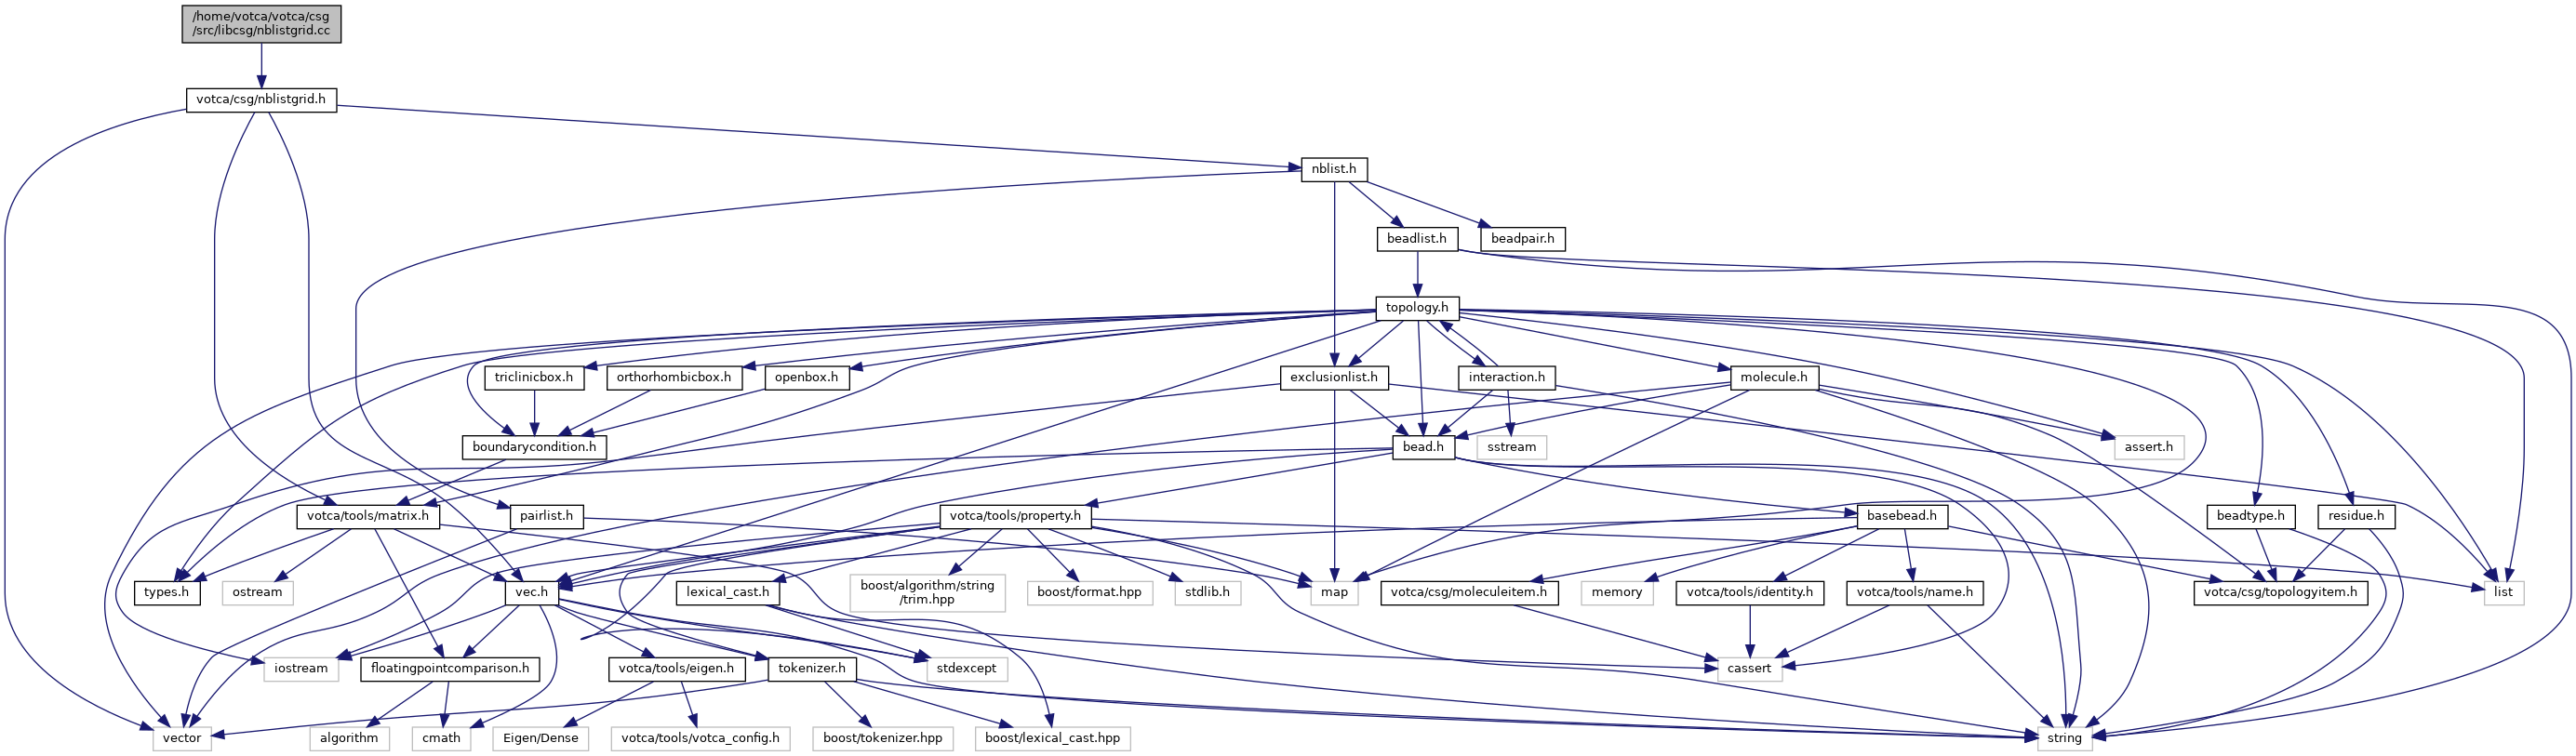 /home/votca/votca/csg
/src/libcsg/nblistgrid.cc
votca/csg/nblistgrid.h
nblist.h
beadlist.h
beadpair.h
topology.h
triclinicbox.h
orthorhombicbox.h
openbox.h
exclusionlist.h
interaction.h
molecule.h
boundarycondition.h
bead.h
sstream
assert.h
votca/tools/matrix.h
pairlist.h
votca/tools/property.h
basebead.h
beadtype.h
residue.h
types.h
ostream
vec.h
lexical_cast.h
boost/algorithm/string
/trim.hpp
boost/format.hpp
stdlib.h
map
votca/csg/moleculeitem.h
memory
votca/tools/identity.h
votca/tools/name.h
votca/csg/topologyitem.h
list
iostream
floatingpointcomparison.h
votca/tools/eigen.h
tokenizer.h
stdexcept
cassert
vector
algorithm
cmath
Eigen/Dense
votca/tools/votca_config.h
boost/tokenizer.hpp
boost/lexical_cast.hpp
string